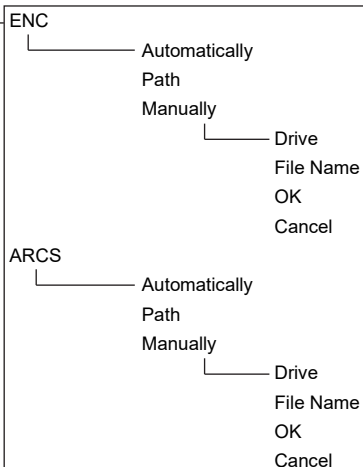 ENC
Automatically
Path
Manually
Drive
File Name
OK
Cancel
ARCS
Automatically
Path
Manually
Drive
File Name
OK
Cancel